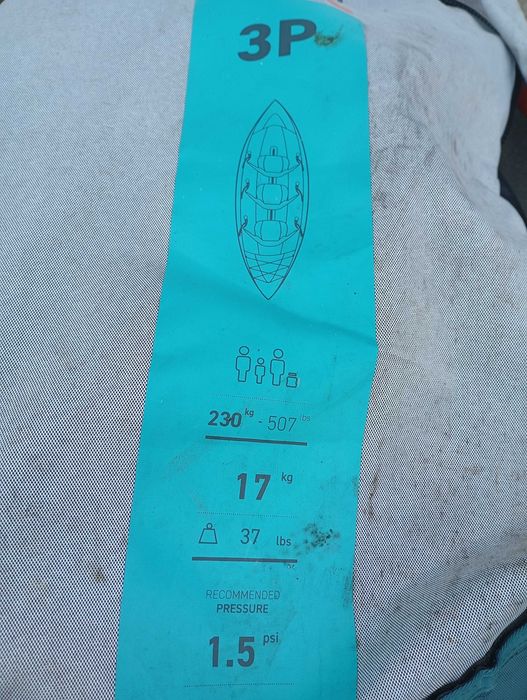 3P
230 kg - 507 lbs
17 kg
37 lbs
RECOMMENDED
PRESSURE
1.5 psi